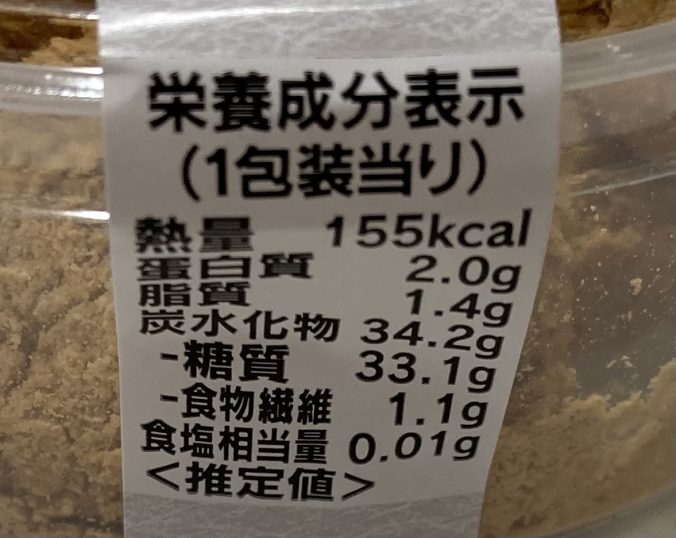 栄養成分表示
(1包装当り)
熱量 155kcal
蛋白質 2.0g
脂質 1.4g
炭水化物 34.2g
-糖質 33.1g
-食物繊維 1.1g
食塩相当量 0.01g
<推定値>